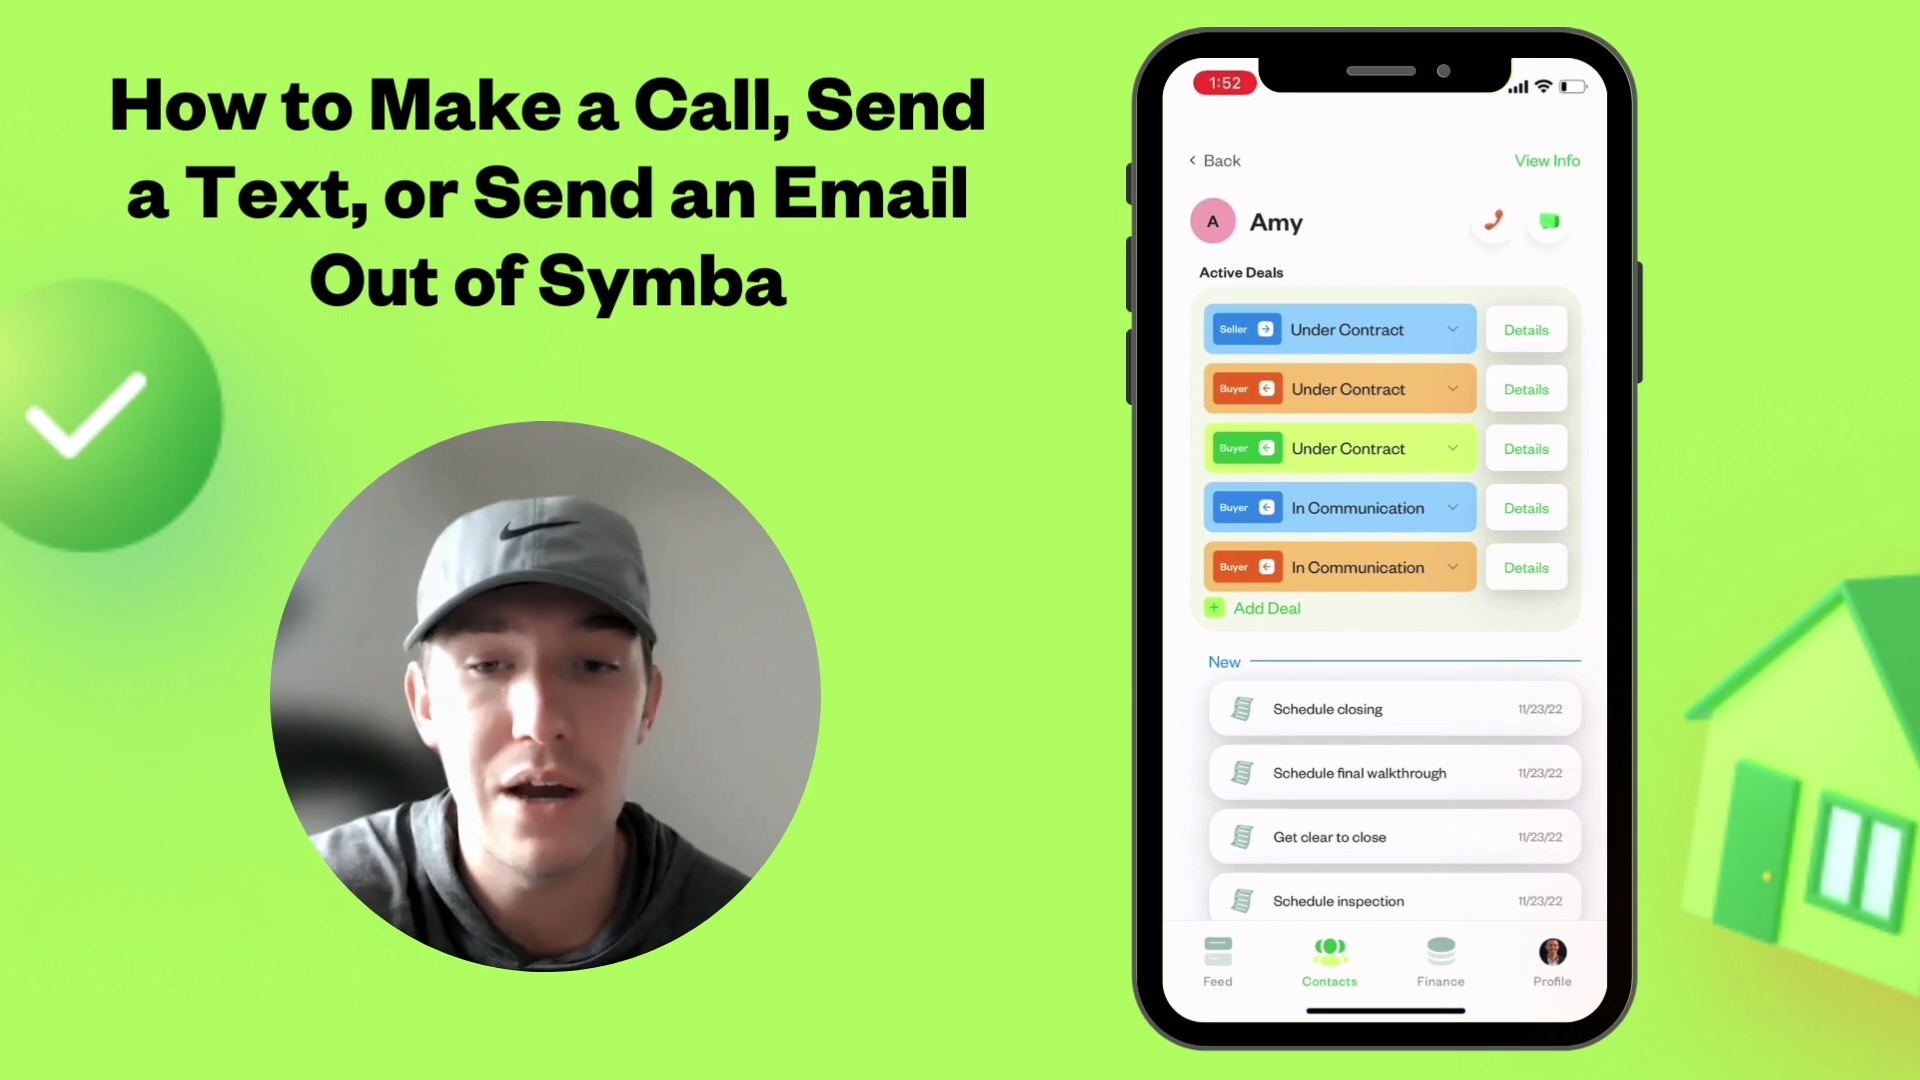 How to Make a Call, Send
a Text, or Send an Email
Out of Symba
1:52
Back
View Info
A
Amy
Active Deals
Seller
Under Contract
Details
Buyer
Under Contract
Details
Buyer
Under Contract
Details
Buyer
In Communication
Details
Buyer
In Communication
Details
+ Add Deal
New
Schedule closing
11/23/22
Schedule final walkthrough
11/23/22
Get clear to close
11/23/22
Schedule inspection
11/23/22
Feed
Contacts
Finance
Profile